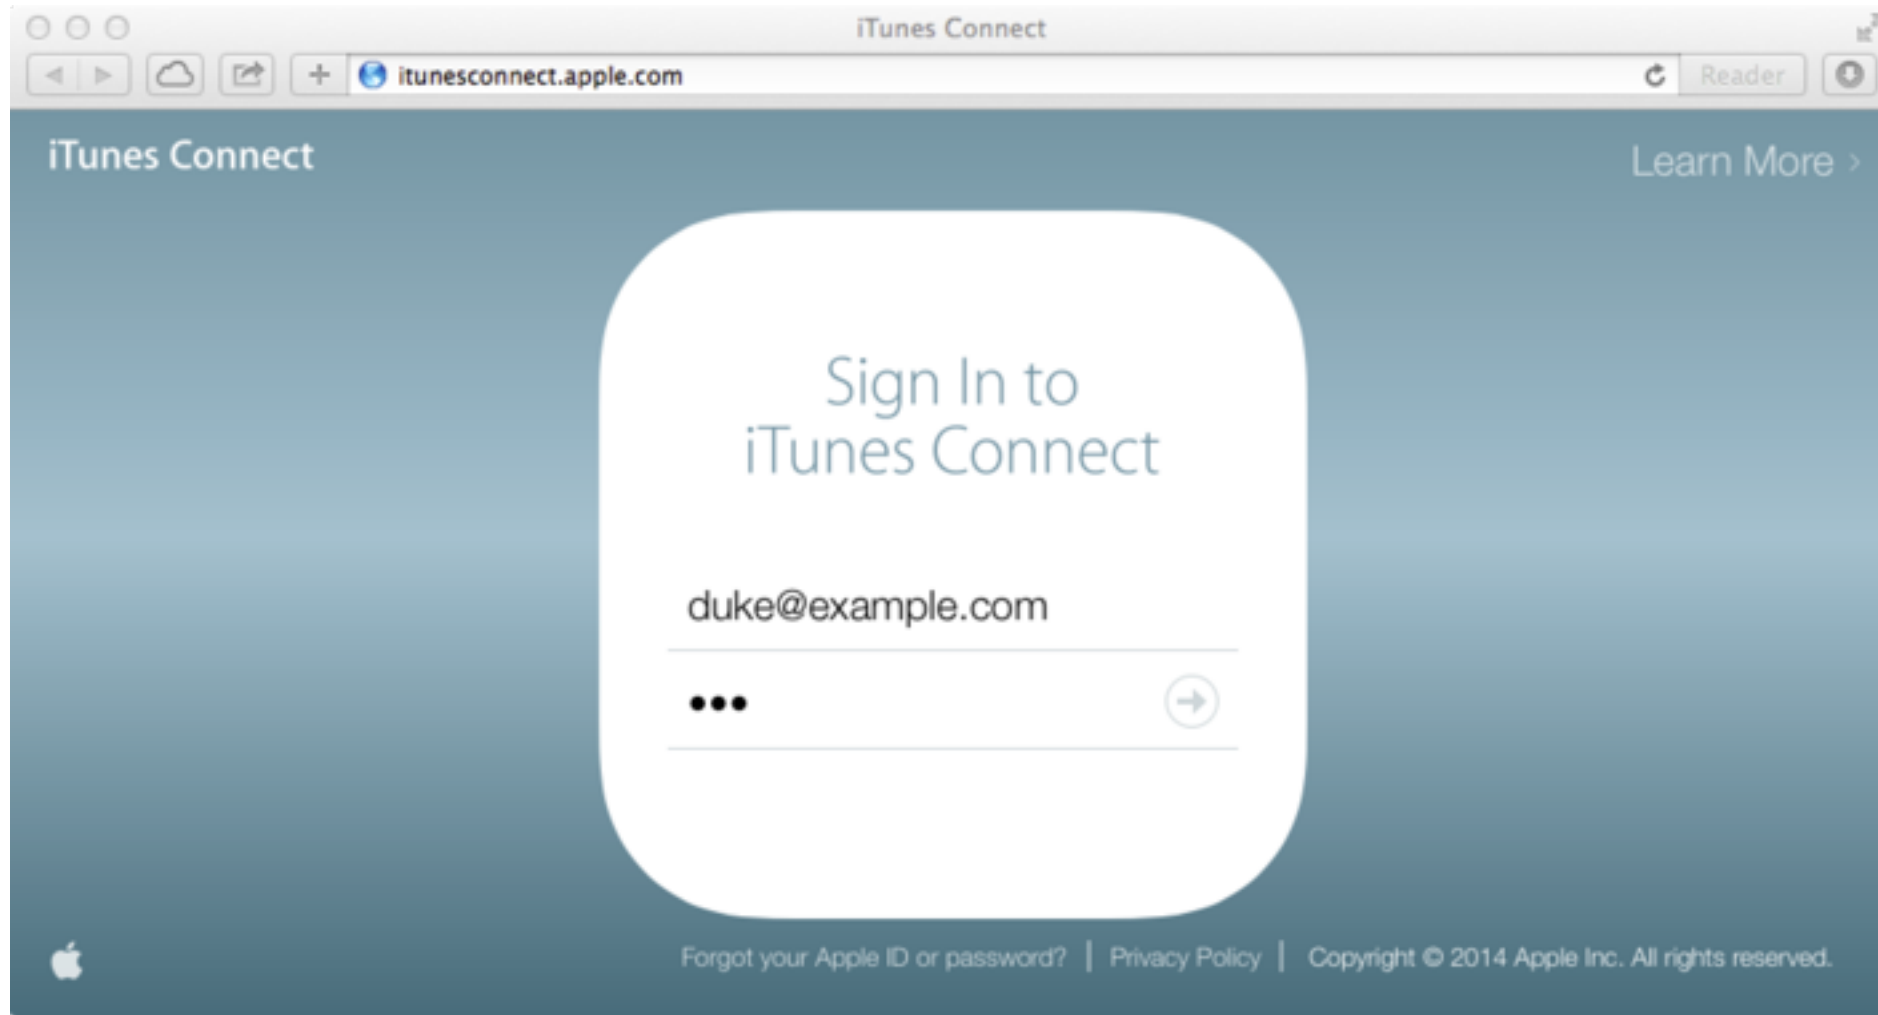 iTunes Connect
itunesconnect.apple.com
Reader
iTunes Connect
Learn More ›
Sign In to
iTunes Connect
duke@example.com
•••
Forgot your Apple ID or password? | Privacy Policy | Copyright © 2014 Apple Inc. All rights reserved.